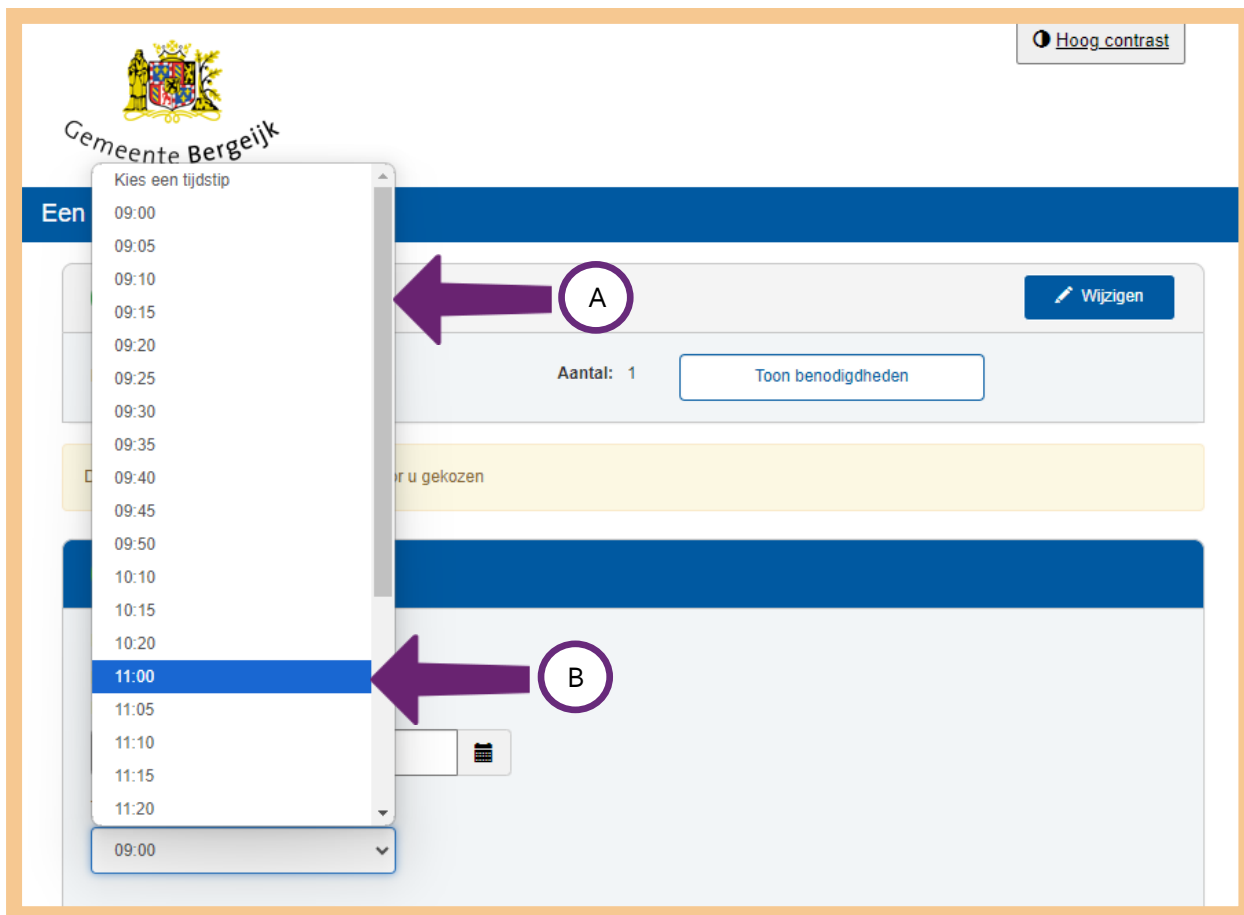 Hoog contrast
Gemeente Bergeijk
Kies een tijdstip
Een
09:00
09:05
09:10
A
Wijzigen
09:15
09:20
09:25
Aantal: 1
Toon benodigdheden
09:30
09:35
09:40
u gekozen
09:45
09:50
10:10
10:15
10:20
11:00
B
11:05
11:10
11:15
11:20
09:00